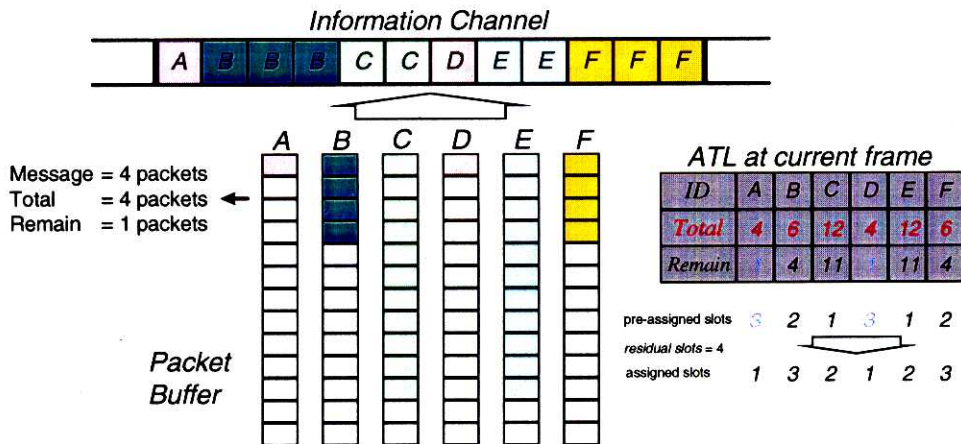 Information Channel
A B B B C C D E E F F F
A B C D E F
Message = 4 packets
Total = 4 packets
Remain = 1 packets
Packet
Buffer
ATL at current frame
ID A B C D E F
Total 4 6 12 4 12 6
Remain 1 4 11 1 11 4
pre-assigned slots 3 2 1 3 1 2
residual slots = 4
assigned slots 1 3 2 1 2 3